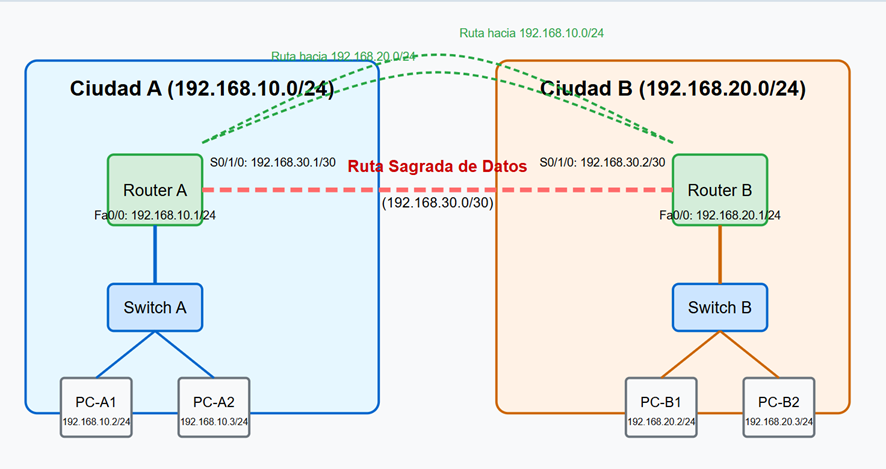 Ruta hacia 192.168.10.0/24
Ruta hacia 192.168.20.0/24
Ciudad A (192.168.10.0/24)
Ciudad B (192.168.20.0/24)
S0/1/0: 192.168.30.1/30
Ruta Sagrada de Datos
S0/1/0: 192.168.30.2/30
Router A
Router B
(192.168.30.0/30)
Fa0/0: 192.168.10.1/24
Fa0/0: 192.168.20.1/24
Switch A
Switch B
PC-A1
PC-A2
PC-B1
PC-B2
192.168.10.2/24
192.168.10.3/24
192.168.20.2/24
192.168.20.3/24